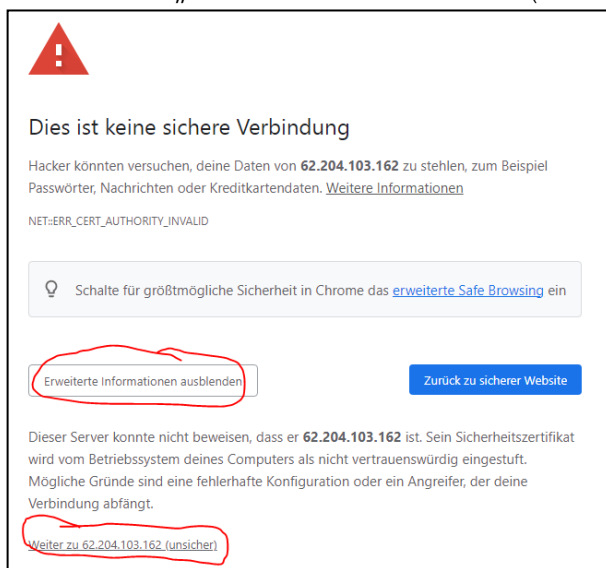 Dies ist keine sichere Verbindung
Hacker könnten versuchen, deine Daten von 62.204.103.162 zu stehlen, zum Beispiel
Passwörter, Nachrichten oder Kreditkartendaten. Weitere Informationen
NET::ERR_CERT_AUTHORITY_INVALID
Schalte für größtmögliche Sicherheit in Chrome das erweiterte Safe Browsing ein
Erweiterte Informationen ausblenden
Zurück zu sicherer Website
Dieser Server konnte nicht beweisen, dass er 62.204.103.162 ist. Sein Sicherheitszertifikat
wird vom Betriebssystem deines Computers als nicht vertrauenswürdig eingestuft.
Mögliche Gründe sind eine fehlerhafte Konfiguration oder ein Angreifer, der deine
Verbindung abfängt.
Weiter zu 62.204.103.162 (unsicher)